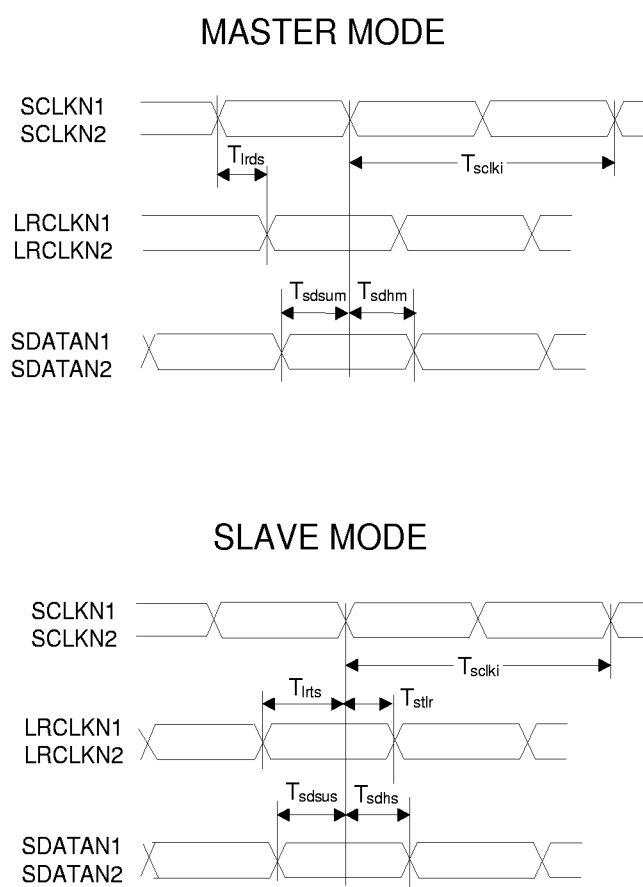 MASTER MODE
SCLKN1
SCLKN2
Tlrds
Tsclki
LRCLKN1
LRCLKN2
Tsdsum
Tsdhm
SDATAN1
SDATAN2
SLAVE MODE
SCLKN1
SCLKN2
Tsclki
Tlrts
Tstlr
LRCLKN1
LRCLKN2
Tsdsus
Tsdhs
SDATAN1
SDATAN2